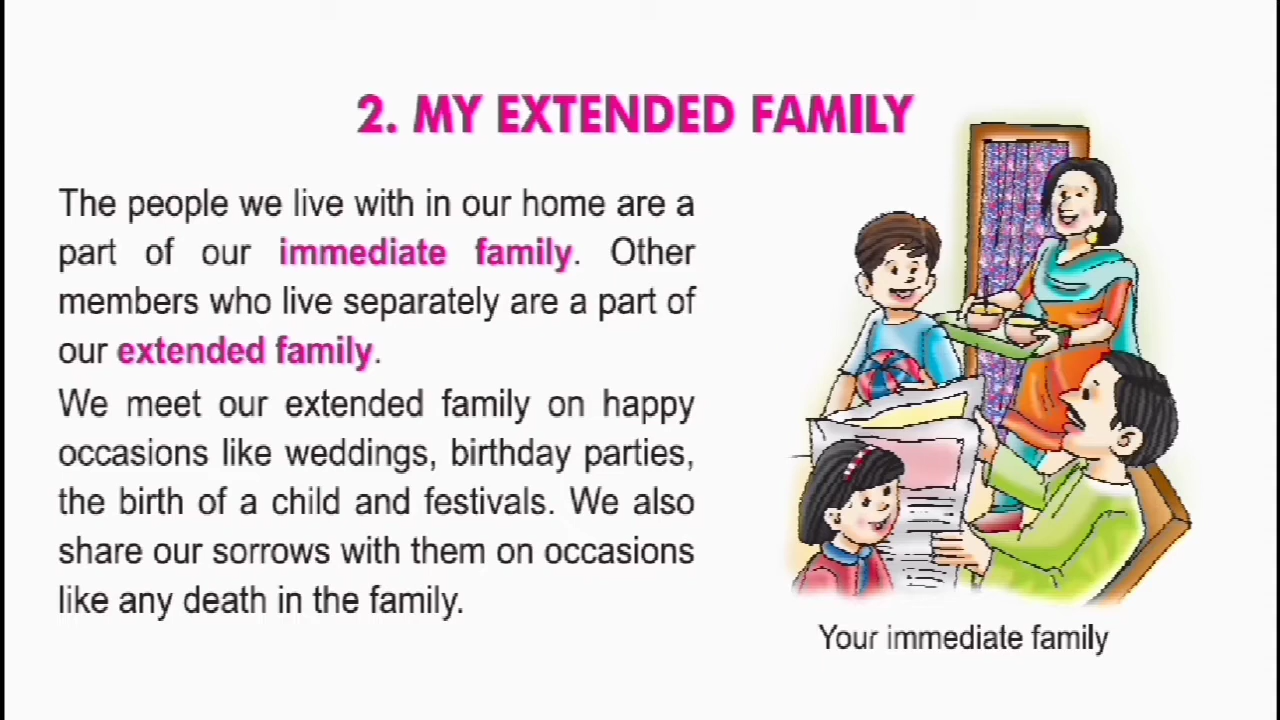 2. MY EXTENDED FAMILY
The people we live with in our home are a
part of our immediate family. Other
members who live separately are a part of
our extended family.
We meet our extended family on happy
occasions like weddings, birthday parties,
the birth of a child and festivals. We also
share our sorrows with them on occasions
like any death in the family.
Your immediate family